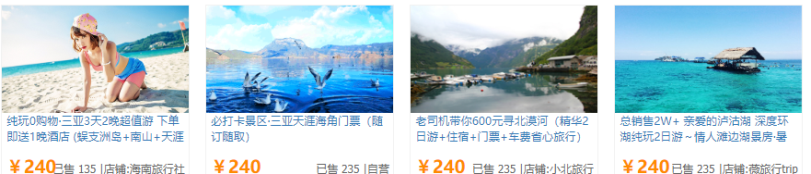 纯玩0购物·三亚3天2晚超值游 下单
即送1晚酒店 (蜈支洲岛+南山+天涯
¥240已售 135 |店铺:海南旅行社
必打卡景区·三亚天涯海角门票（随
订随取）
¥240 已售 235 |自营
老司机带你600元寻北漠河（精华2
日游+住宿+门票+车费省心旅行）
¥240 已售 235 |店铺:小北旅行
总销售2W+ 亲爱的泸沽湖 深度环
湖纯玩2日游～情人滩边湖景房·暑
¥240 已售 235 |店铺:薇旅行trip